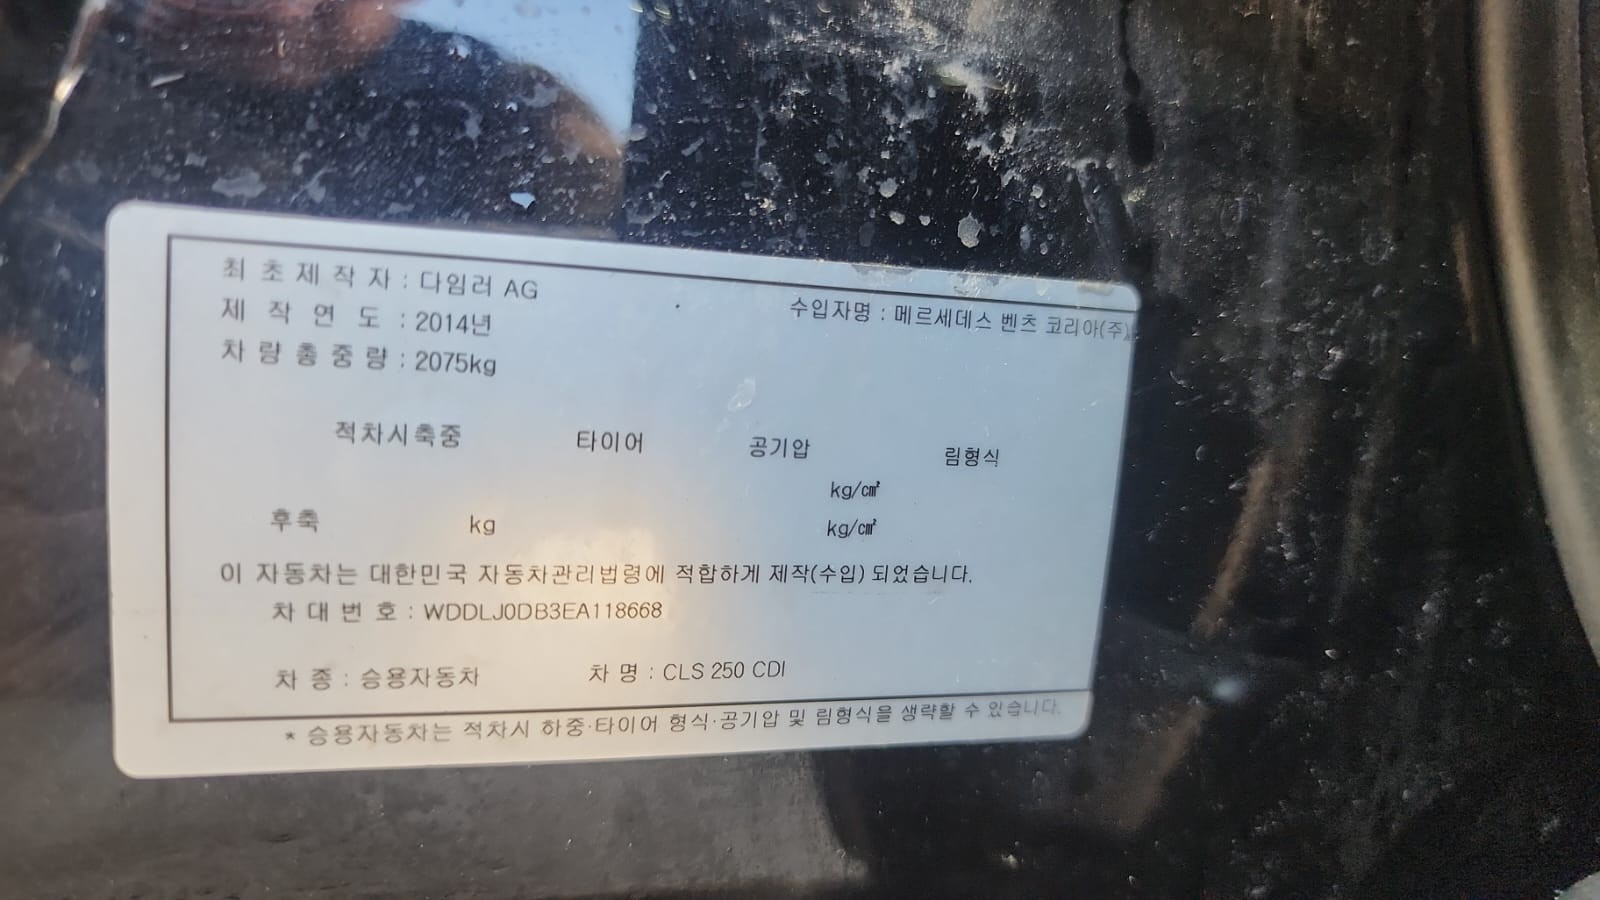 최초제작자 : 다임러 AG
수입자명 : 메르세데스 벤츠 코리아(주)
제작연도 : 2014년
차량총중량 : 2075kg
적차시축중 타이어 공기압 림형식
kg/㎠
후축 kg kg/㎠
이 자동차는 대한민국 자동차관리법령에 적합하게 제작(수입) 되었습니다.
차대번호 : WDDLJ0DB3EA118668
차종 : 승용자동차 차명 : CLS 250 CDI
* 승용자동차는 적차시 하중·타이어 형식·공기압 및 림형식을 생략할 수 있습니다.